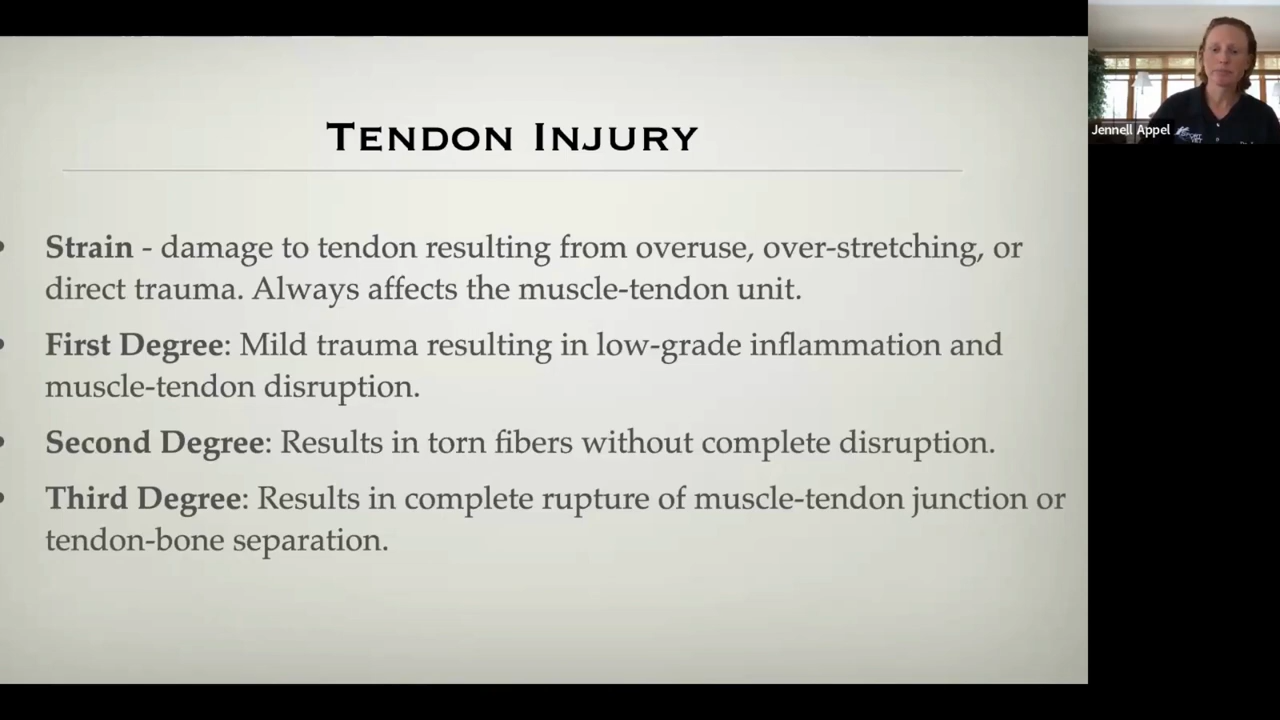 Tendon Injury
• Strain - damage to tendon resulting from overuse, over-stretching, or
direct trauma. Always affects the muscle-tendon unit.
• First Degree: Mild trauma resulting in low-grade inflammation and
muscle-tendon disruption.
• Second Degree: Results in torn fibers without complete disruption.
• Third Degree: Results in complete rupture of muscle-tendon junction or
tendon-bone separation.
Jennell Appel